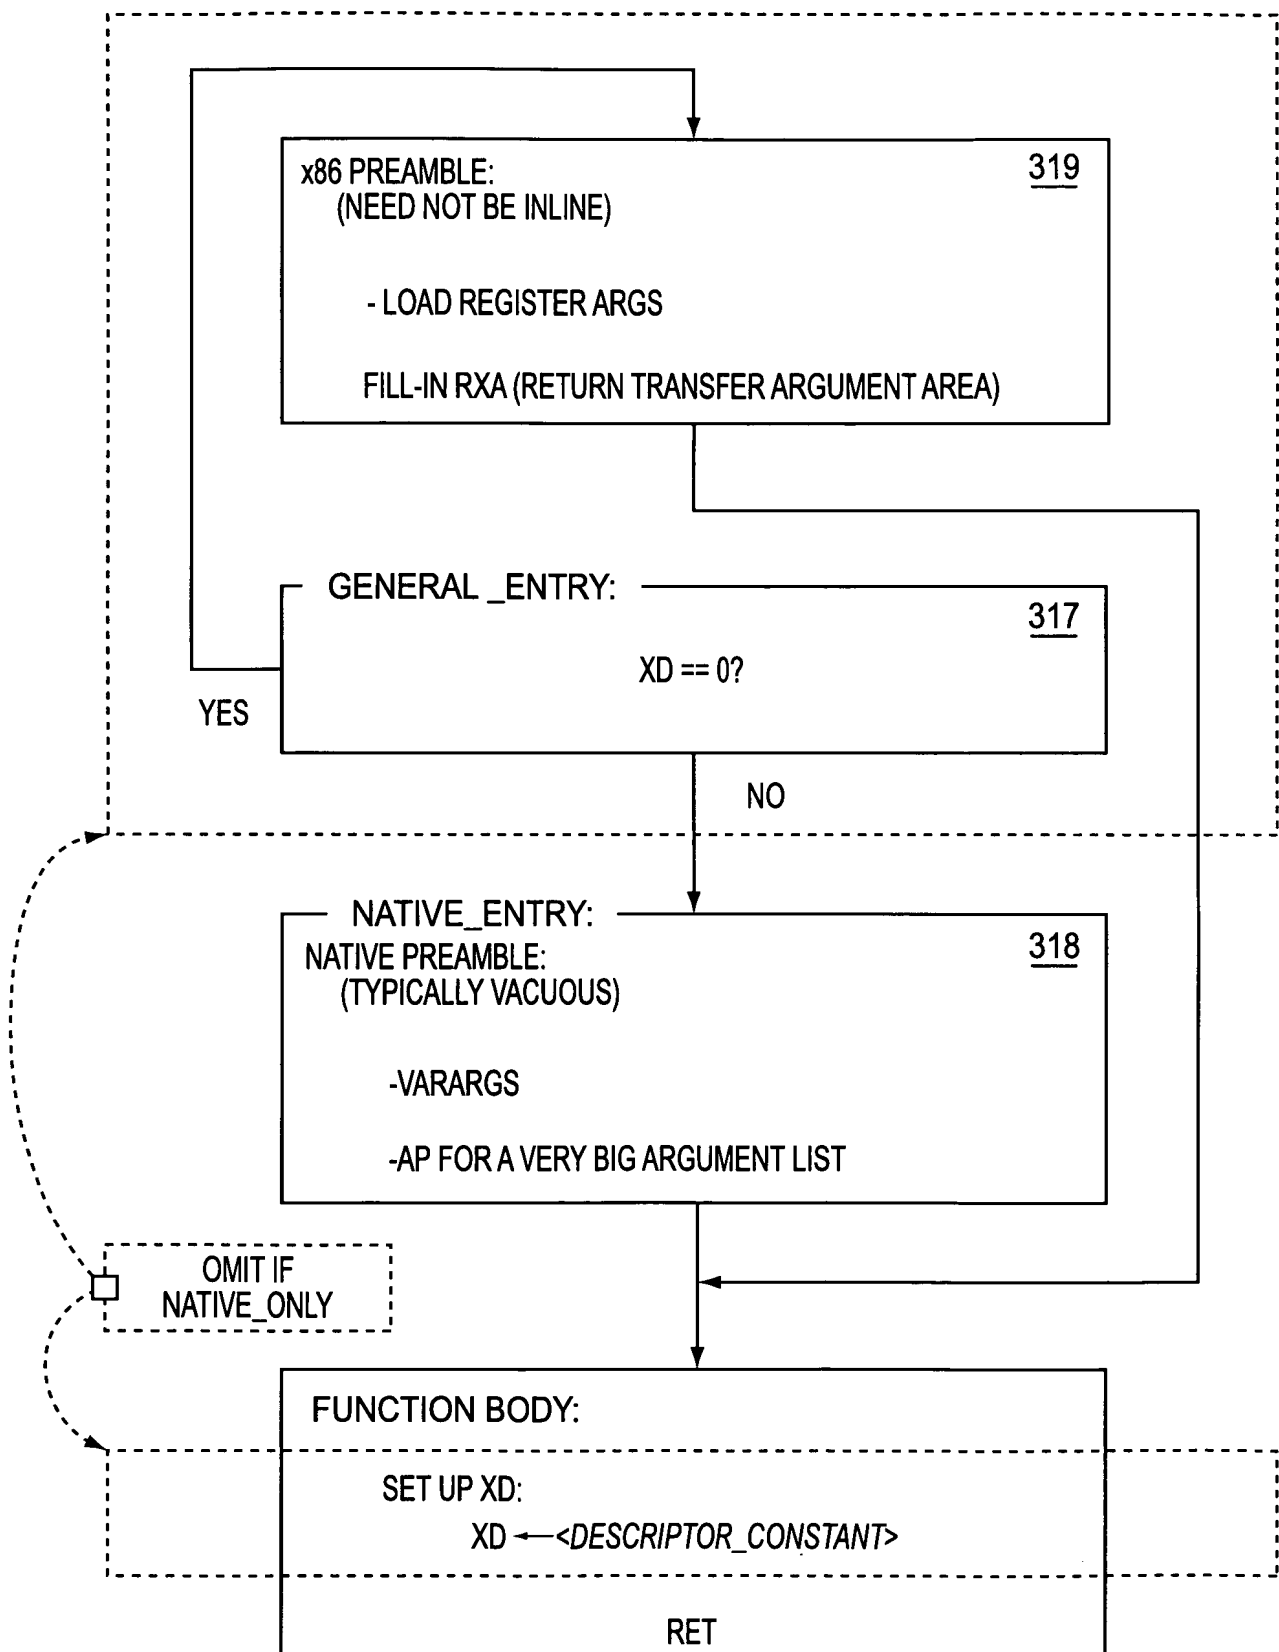 x86 PREAMBLE:
319
(NEED NOT BE INLINE)
- LOAD REGISTER ARGS
FILL-IN RXA (RETURN TRANSFER ARGUMENT AREA)
GENERAL _ENTRY:
317
XD == 0?
YES
NO
NATIVE_ENTRY:
NATIVE PREAMBLE:
318
(TYPICALLY VACUOUS)
-VARARGS
-AP FOR A VERY BIG ARGUMENT LIST
OMIT IF
NATIVE_ONLY
FUNCTION BODY:
SET UP XD:
XD ←<DESCRIPTOR_CONSTANT>
RET